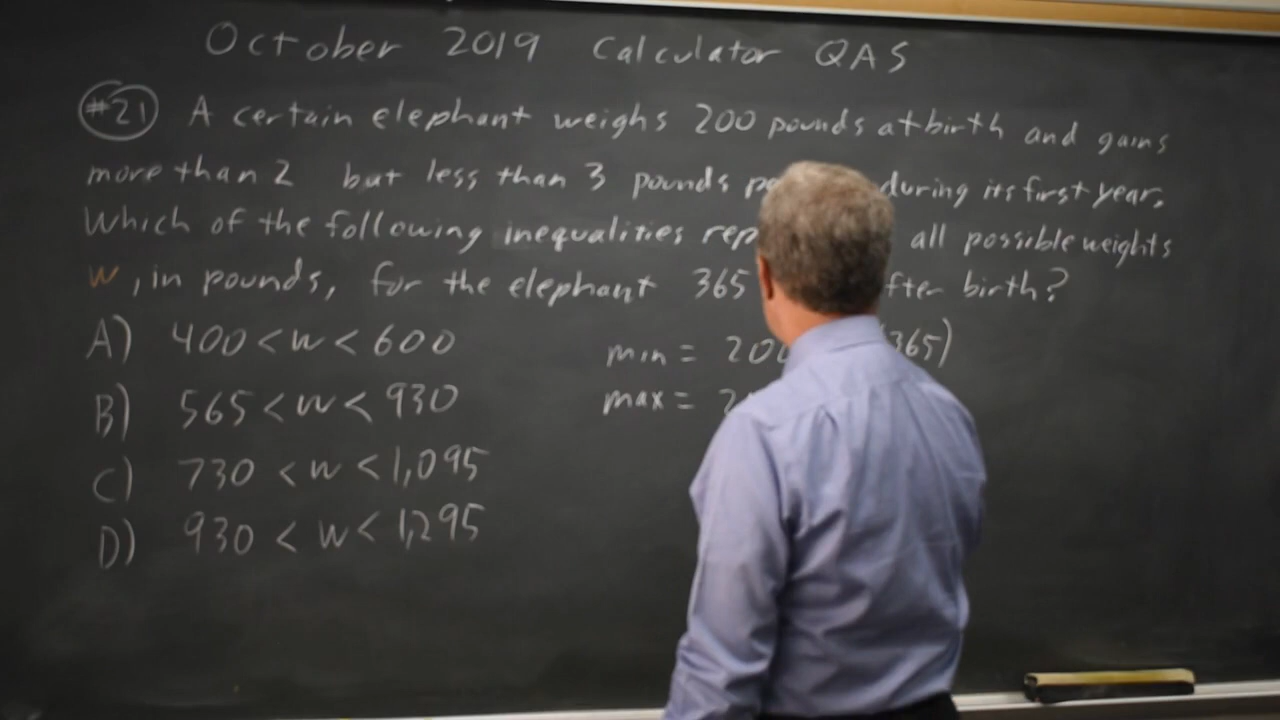 October 2019 Calculator QAS
#21 A certain elephant weighs 200 pounds at birth and gains
more than 2 but less than 3 pounds during its first year.
Which of the following inequalities all possible weights
w, in pounds, for the elephant 365 birth?
A) 400 < w < 600
min = 365)
B) 565 < w < 930
max =
C) 730 < w < 1,095
D) 930 < w < 1,295